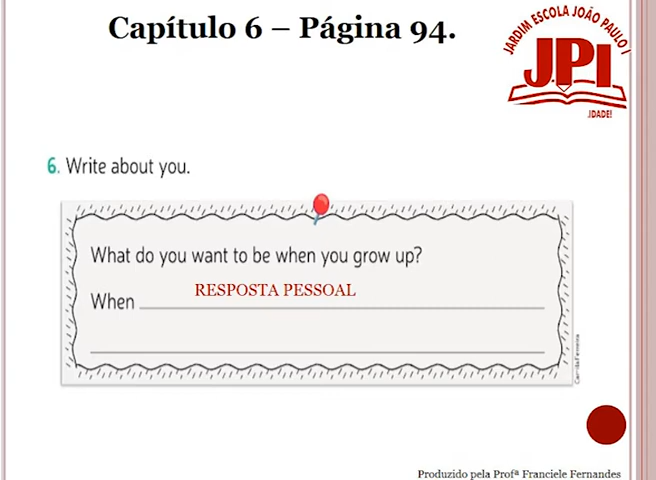 Capítulo 6 – Página 94.
JARDIM ESCOLA JOÃO PAULO I
JPI
6. Write about you.
What do you want to be when you grow up?
When RESPOSTA PESSOAL
Produzido pela Profª Franciele Fernandes